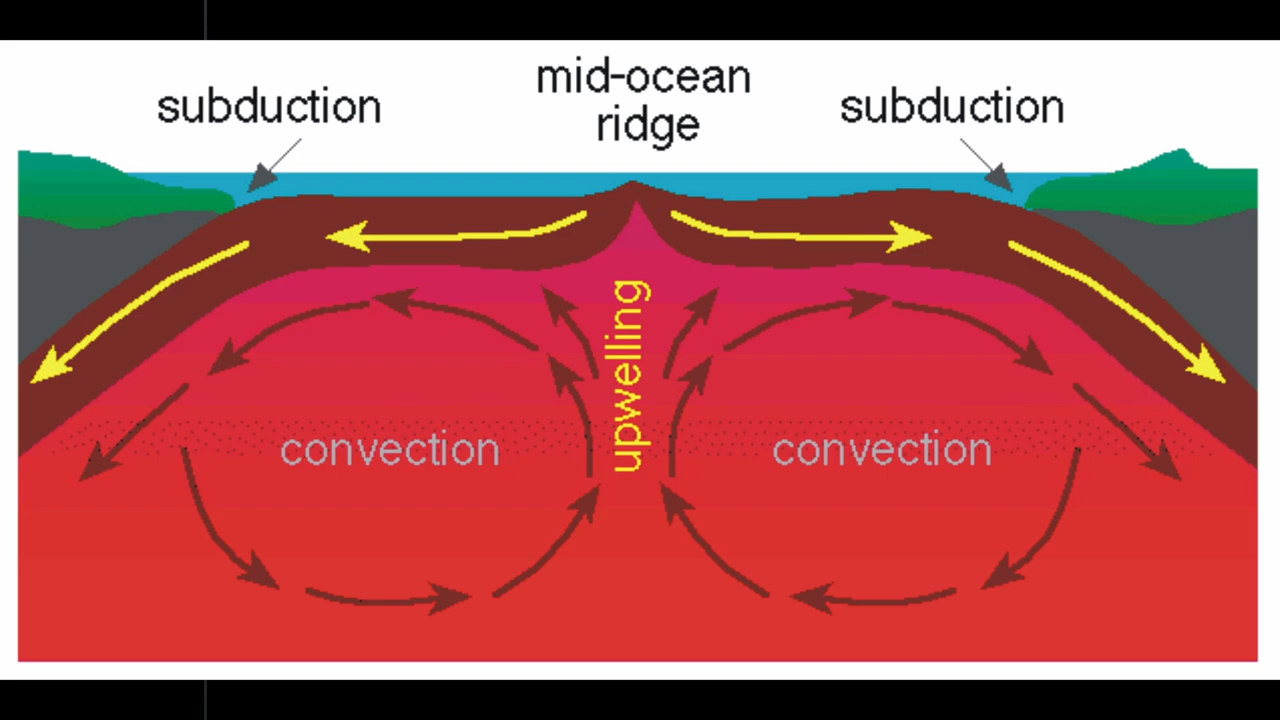 mid-ocean
ridge
subduction
subduction
upwelling
convection
convection